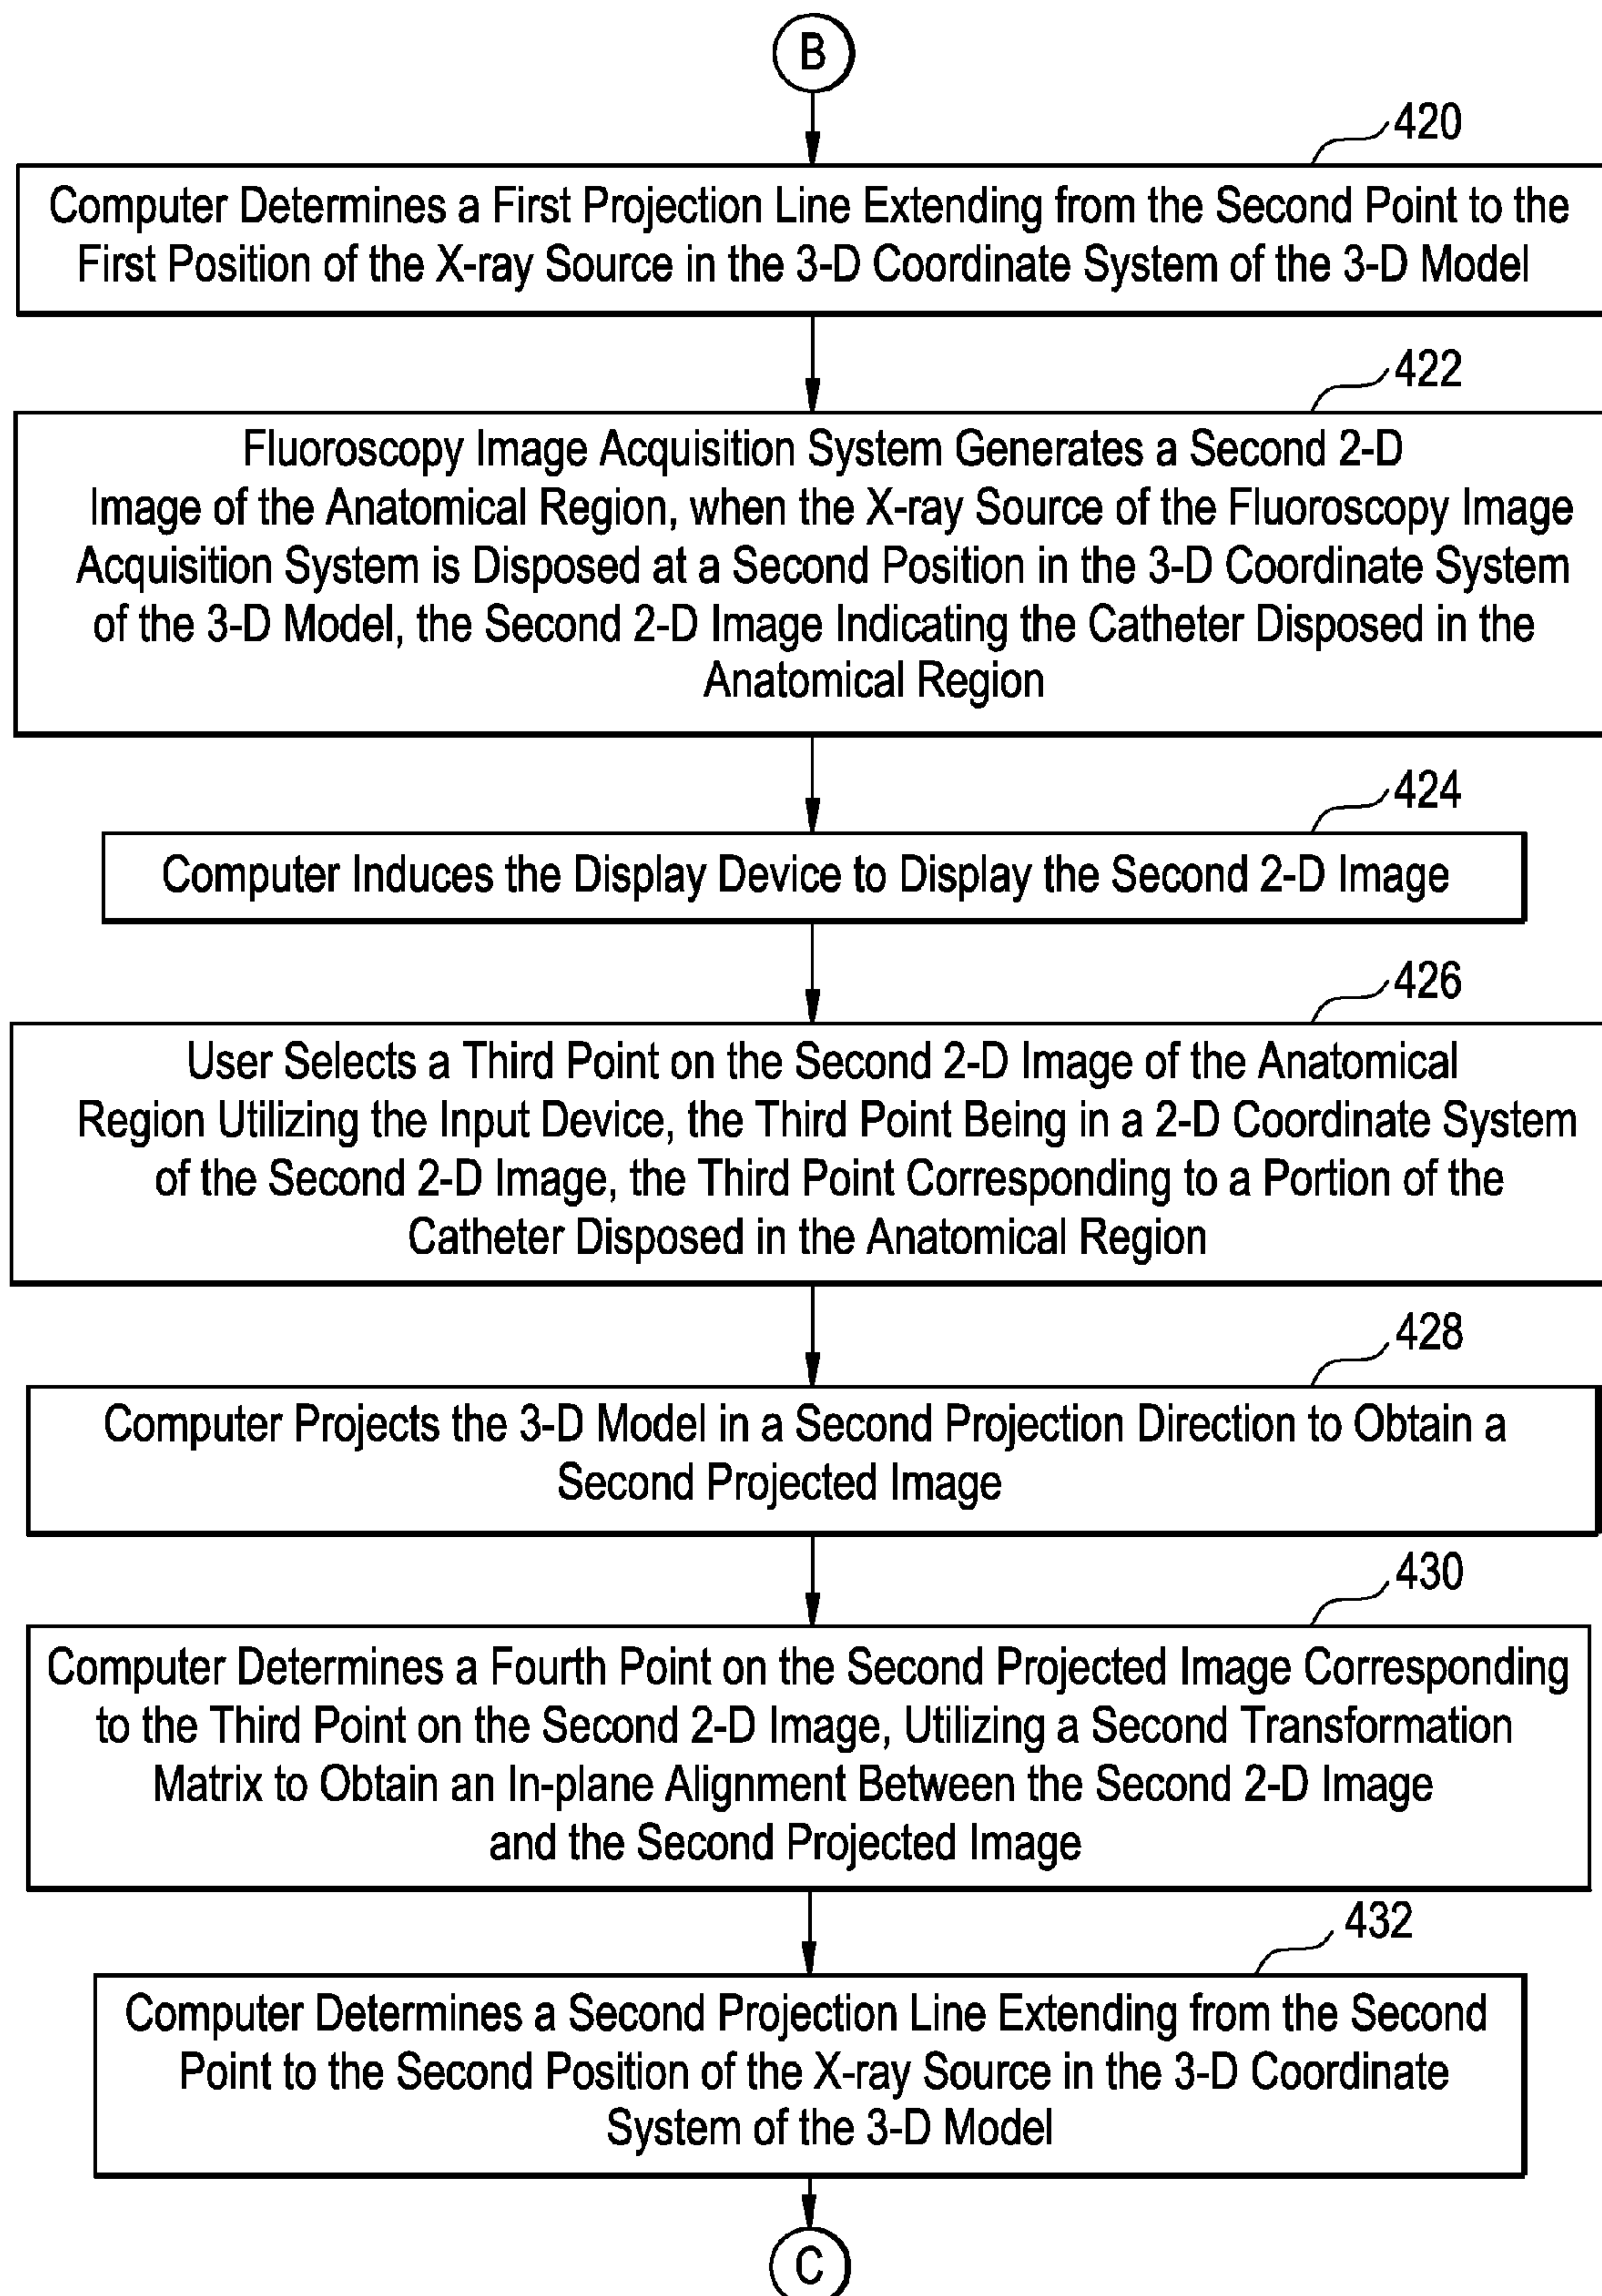 B
420
Computer Determines a First Projection Line Extending from the Second Point to the
First Position of the X-ray Source in the 3-D Coordinate System of the 3-D Model
422
Fluoroscopy Image Acquisition System Generates a Second 2-D
Image of the Anatomical Region, when the X-ray Source of the Fluoroscopy Image
Acquisition System is Disposed at a Second Position in the 3-D Coordinate System
of the 3-D Model, the Second 2-D Image Indicating the Catheter Disposed in the
Anatomical Region
424
Computer Induces the Display Device to Display the Second 2-D Image
426
User Selects a Third Point on the Second 2-D Image of the Anatomical
Region Utilizing the Input Device, the Third Point Being in a 2-D Coordinate System
of the Second 2-D Image, the Third Point Corresponding to a Portion of the
Catheter Disposed in the Anatomical Region
428
Computer Projects the 3-D Model in a Second Projection Direction to Obtain a
Second Projected Image
430
Computer Determines a Fourth Point on the Second Projected Image Corresponding
to the Third Point on the Second 2-D Image, Utilizing a Second Transformation
Matrix to Obtain an In-plane Alignment Between the Second 2-D Image
and the Second Projected Image
432
Computer Determines a Second Projection Line Extending from the Second
Point to the Second Position of the X-ray Source in the 3-D Coordinate
System of the 3-D Model
C